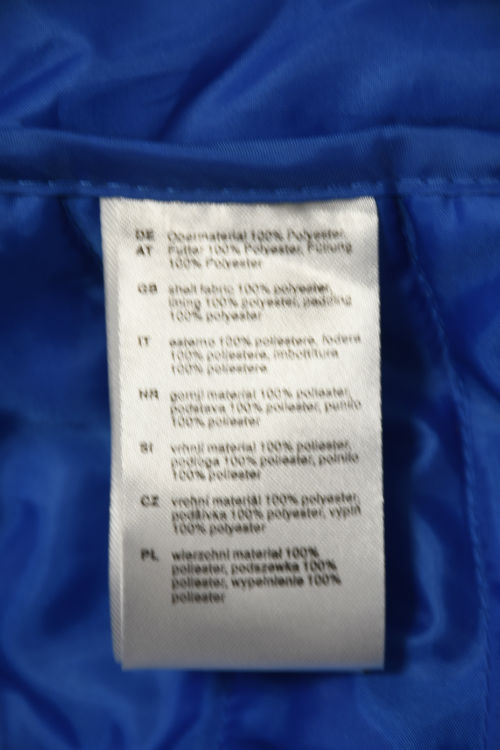 DE Obermaterial 100% Polyester,
AT Futter 100% Polyester, Füllung
100% Polyester
GB shell fabric 100% polyester,
lining 100% polyester, padding
100% polyester
IT esterno 100% poliestere, fodera
100% poliestere, imbottitura
100% poliestere
HR gornji material 100% poliester,
podstava 100% poliester, punilo
100% poliester
SI vrhnji material 100% poliester,
podloga 100% poliester, polnilo
100% poliester
CZ vrchní materiál 100% polyester,
podšívka 100% polyester, výplň
100% polyester
PL wierzchni materiał 100%
poliester, podszewka 100%
poliester, wypełnienie 100%
poliester